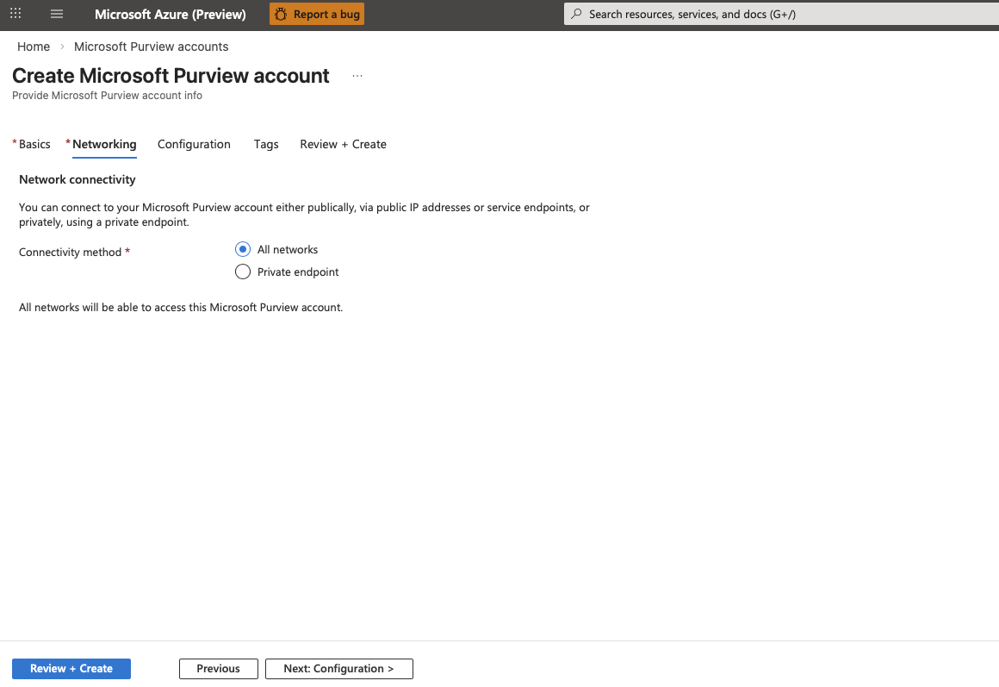 Microsoft Azure (Preview)
Report a bug
Search resources, services, and docs (G+/)
Home > Microsoft Purview accounts
Create Microsoft Purview account ...
Provide Microsoft Purview account info
* Basics * Networking Configuration Tags Review + Create
Network connectivity
You can connect to your Microsoft Purview account either publically, via public IP addresses or service endpoints, or
privately, using a private endpoint.
Connectivity method *
All networks
Private endpoint
All networks will be able to access this Microsoft Purview account.
Review + Create
Previous
Next: Configuration >